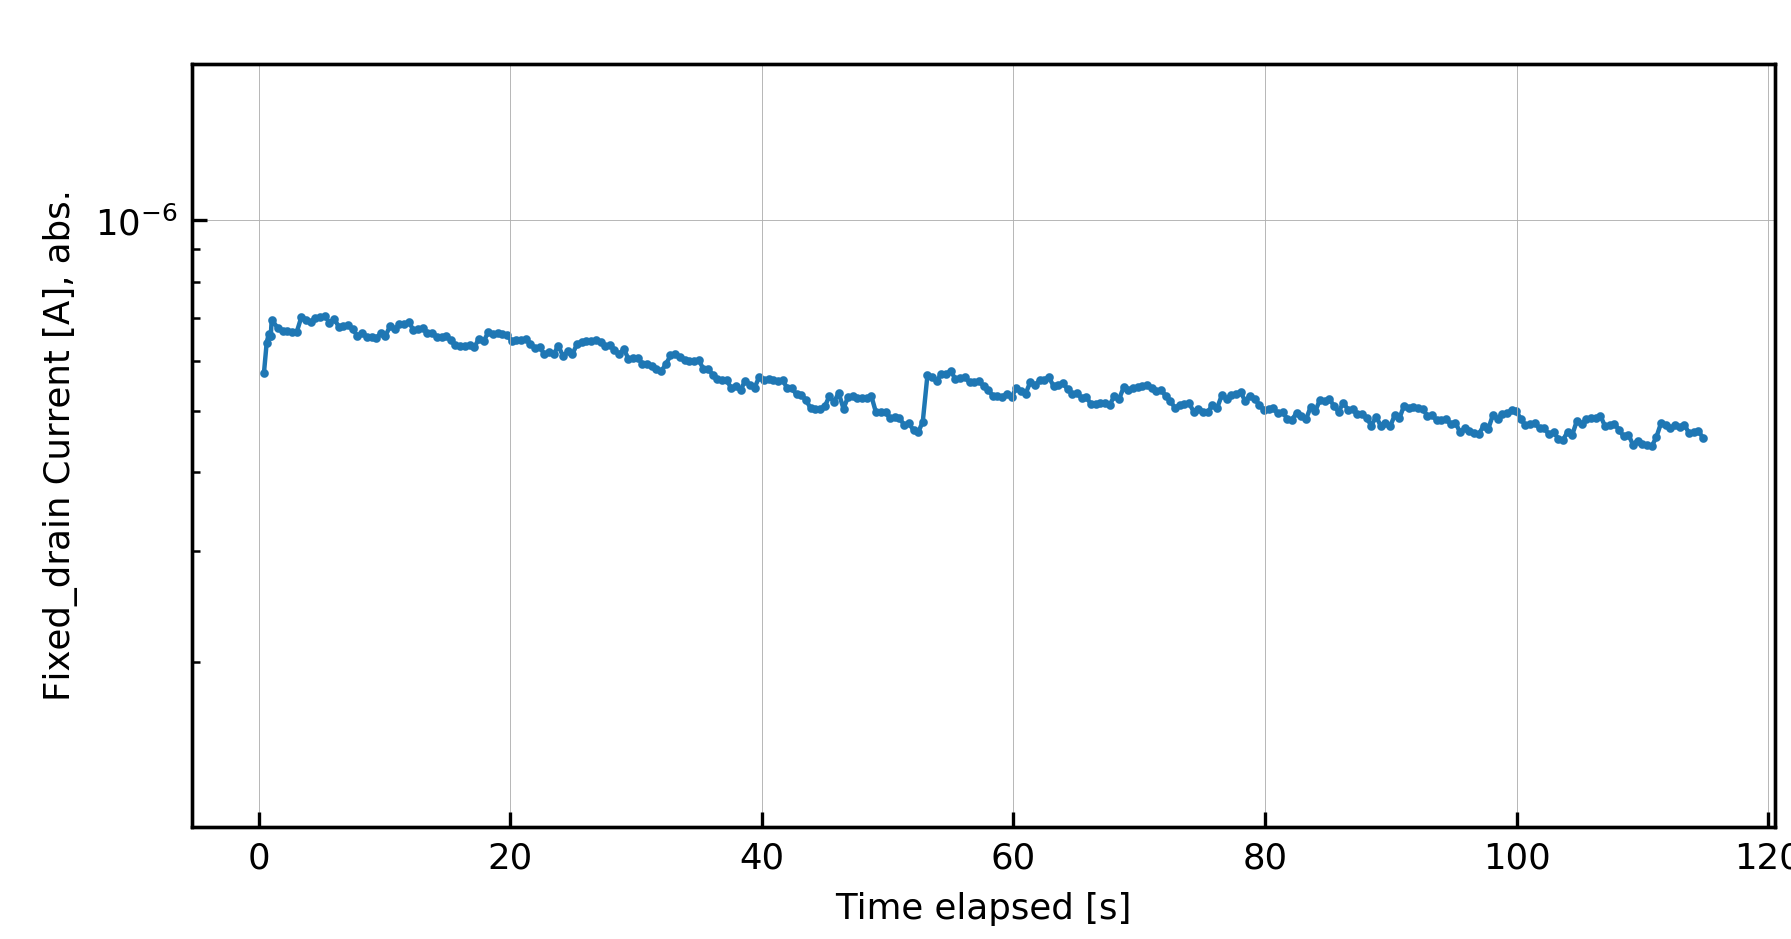 Fixed_drain Current [A], abs.
10⁻⁶
0 20 40 60 80 100 120
Time elapsed [s]